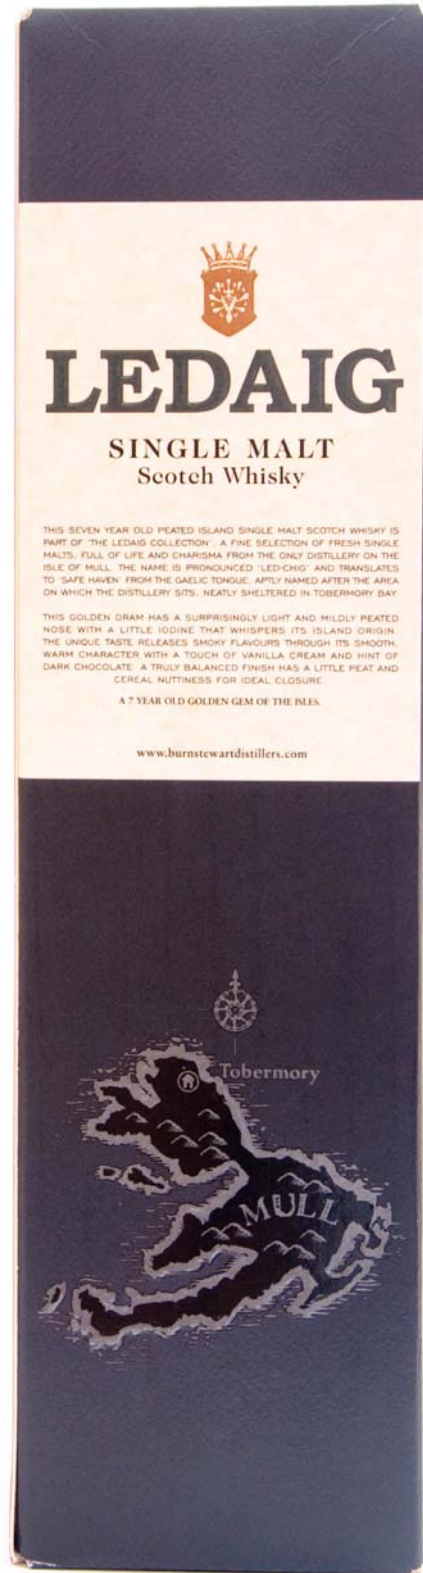 LEDAIG
SINGLE MALT
Scotch Whisky
THIS SEVEN YEAR OLD PEATED ISLAND SINGLE MALT SCOTCH WHISKY IS
PART OF 'THE LEDAIG COLLECTION', A FINE SELECTION OF FRESH SINGLE
MALTS, FULL OF LIFE AND CHARISMA FROM THE ONLY DISTILLERY ON THE
ISLE OF MULL. THE NAME IS PRONOUNCED 'LED-CHIG' AND TRANSLATES
TO 'SAFE HAVEN' FROM THE GAELIC TONGUE, APTLY NAMED AFTER THE AREA
ON WHICH THE DISTILLERY SITS, NEATLY SHELTERED IN TOBERMORY BAY.
THIS GOLDEN DRAM HAS A SURPRISINGLY LIGHT AND MILDLY PEATED
NOSE WITH A LITTLE IODINE THAT WHISPERS ITS ISLAND ORIGIN.
THE UNIQUE TASTE RELEASES SMOKY FLAVOURS THROUGH ITS SMOOTH,
WARM CHARACTER WITH A TOUCH OF VANILLA CREAM AND HINT OF
DARK CHOCOLATE. A TRULY BALANCED FINISH HAS A LITTLE PEAT AND
CEREAL NUTTINESS FOR IDEAL CLOSURE.
A 7 YEAR OLD GOLDEN GEM OF THE ISLES.
www.burnstewartdistillers.com
Tobermory
MULL